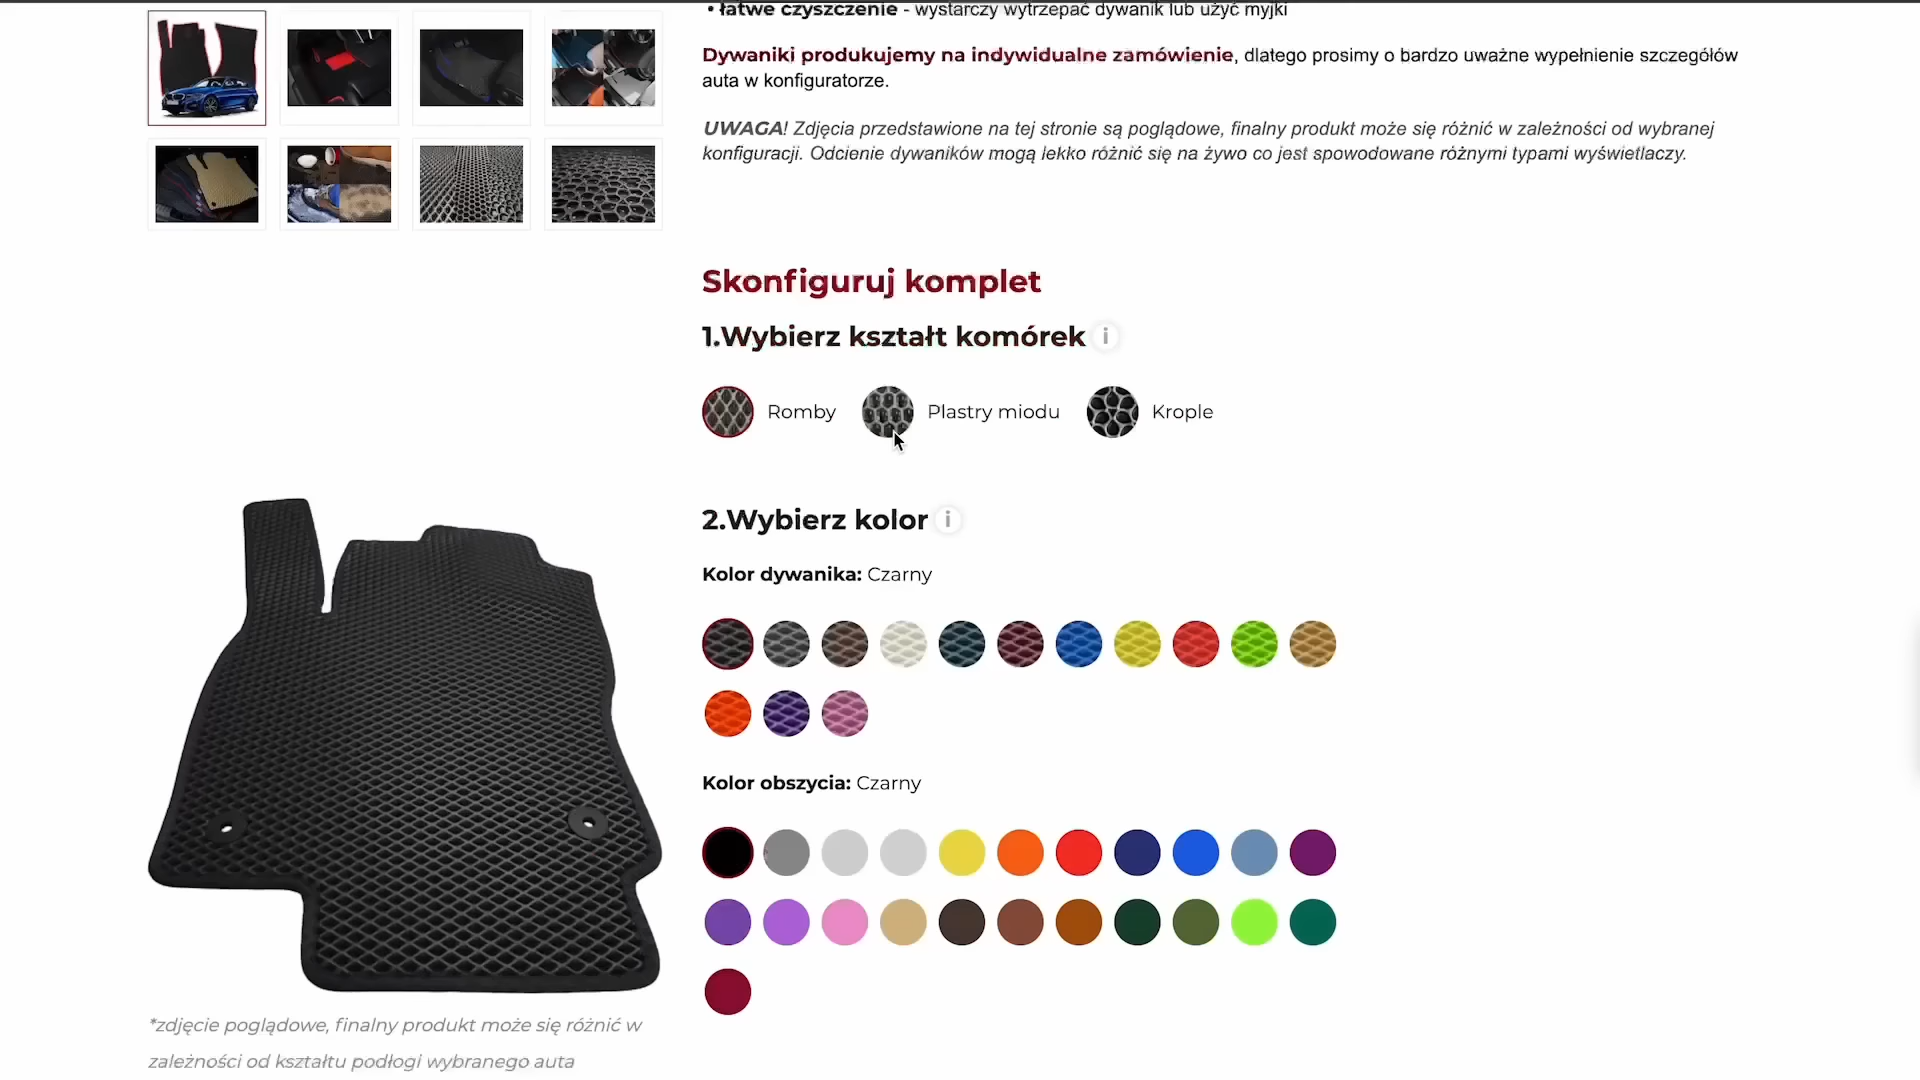 • łatwe czyszczenie - wystarczy wytrzepać dywanik lub użyć myjki
Dywaniki produkujemy na indywidualne zamówienie, dlatego prosimy o bardzo uważne wypełnienie szczegółów
auta w konfiguratorze.
UWAGA! Zdjęcia przedstawione na tej stronie są poglądowe, finalny produkt może się różnić w zależności od wybranej
konfiguracji. Odcienie dywaników mogą lekko różnić się na żywo co jest spowodowane różnymi typami wyświetlaczy.
Skonfiguruj komplet
1.Wybierz kształt komórek i
Romby
Plastry miodu
Krople
2.Wybierz kolor i
Kolor dywanika: Czarny
Kolor obszycia: Czarny
*zdjęcie poglądowe, finalny produkt może się różnić w
zależności od kształtu podłogi wybranego auta